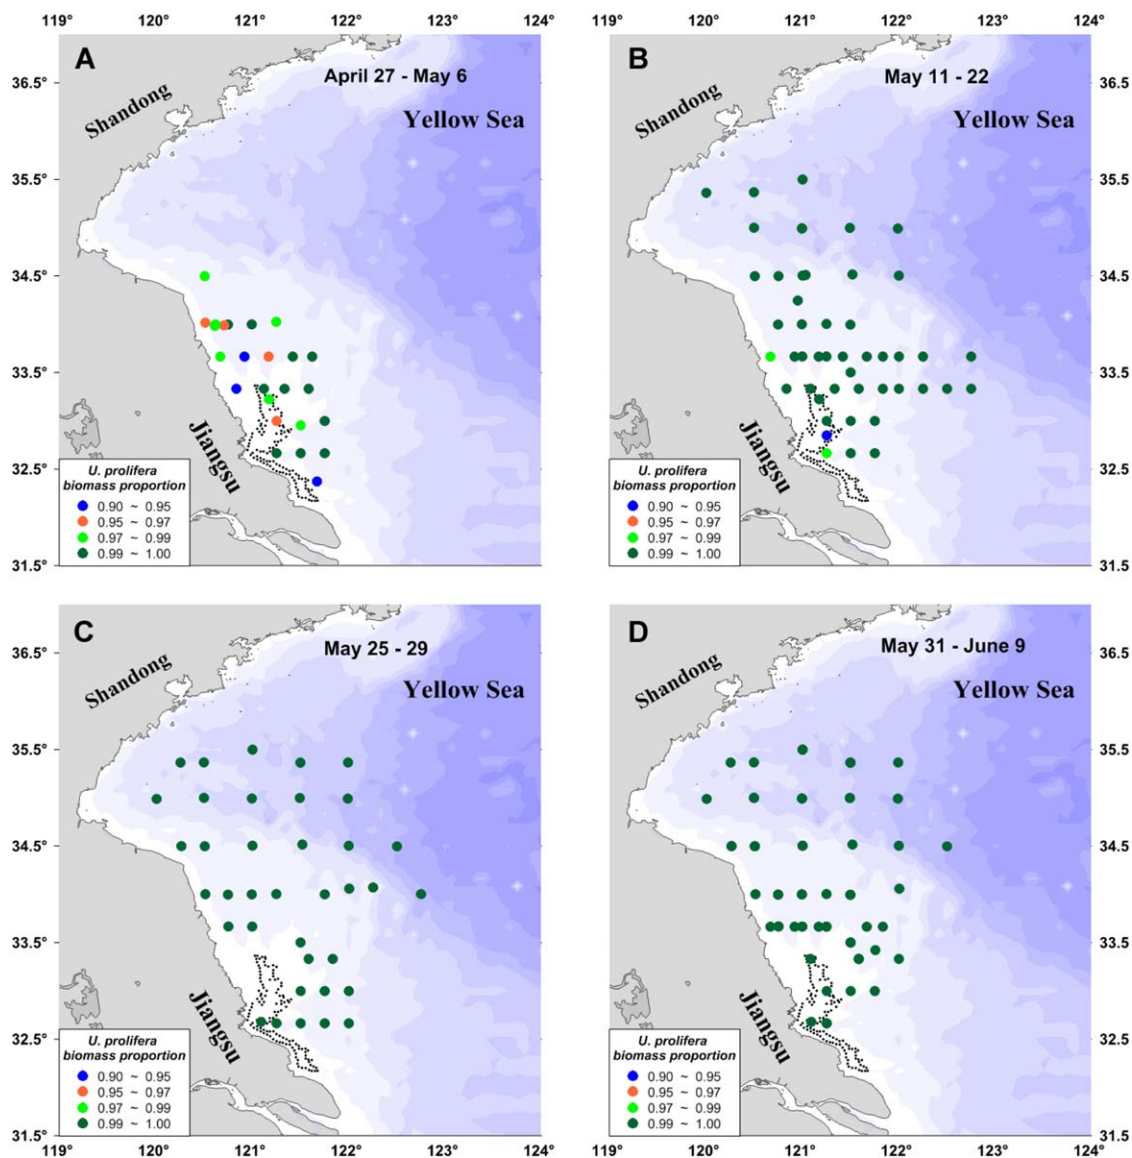 119° 120° 121° 122° 123° 124° 119° 120° 121° 122° 123° 124°
A
April 27 - May 6
36.5°
Shandong
Yellow Sea
35.5°
34.5°
33.5°
Jiangsu
32.5°
U. prolifera
biomass proportion
0.90 ~ 0.95
0.95 ~ 0.97
0.97 ~ 0.99
0.99 ~ 1.00
31.5°
B
May 11 - 22
36.5°
Shandong
Yellow Sea
35.5°
34.5°
33.5°
Jiangsu
32.5°
U. prolifera
biomass proportion
0.90 ~ 0.95
0.95 ~ 0.97
0.97 ~ 0.99
0.99 ~ 1.00
31.5°
C
May 25 - 29
36.5°
Shandong
Yellow Sea
35.5°
34.5°
33.5°
Jiangsu
32.5°
U. prolifera
biomass proportion
0.90 ~ 0.95
0.95 ~ 0.97
0.97 ~ 0.99
0.99 ~ 1.00
31.5°
D
May 31 - June 9
36.5°
Shandong
Yellow Sea
35.5°
34.5°
33.5°
Jiangsu
32.5°
U. prolifera
biomass proportion
0.90 ~ 0.95
0.95 ~ 0.97
0.97 ~ 0.99
0.99 ~ 1.00
31.5°
119° 120° 121° 122° 123° 124° 119° 120° 121° 122° 123° 124°